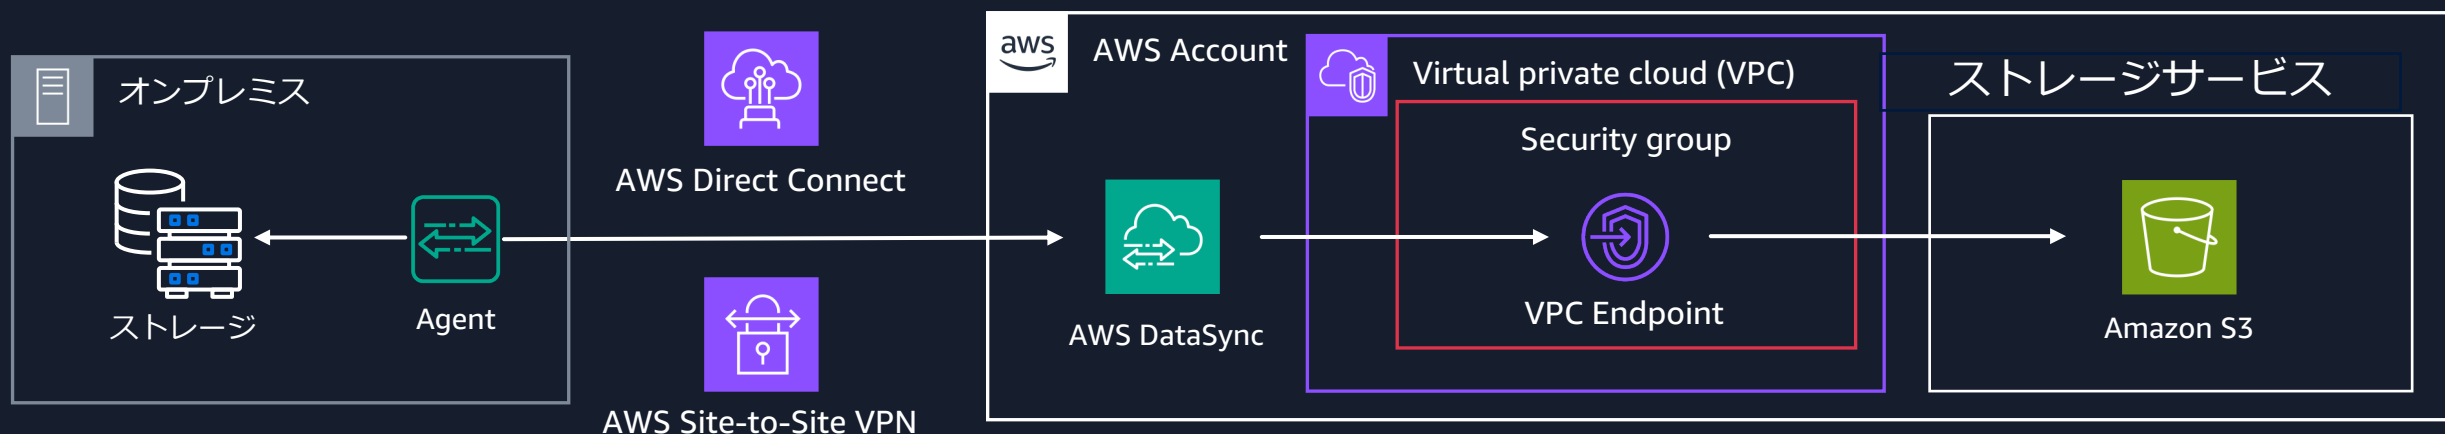 オンプレミス
ストレージ
Agent
AWS Direct Connect
AWS Site-to-Site VPN
aws
AWS Account
AWS DataSync
Virtual private cloud (VPC)
Security group
VPC Endpoint
ストレージサービス
Amazon S3